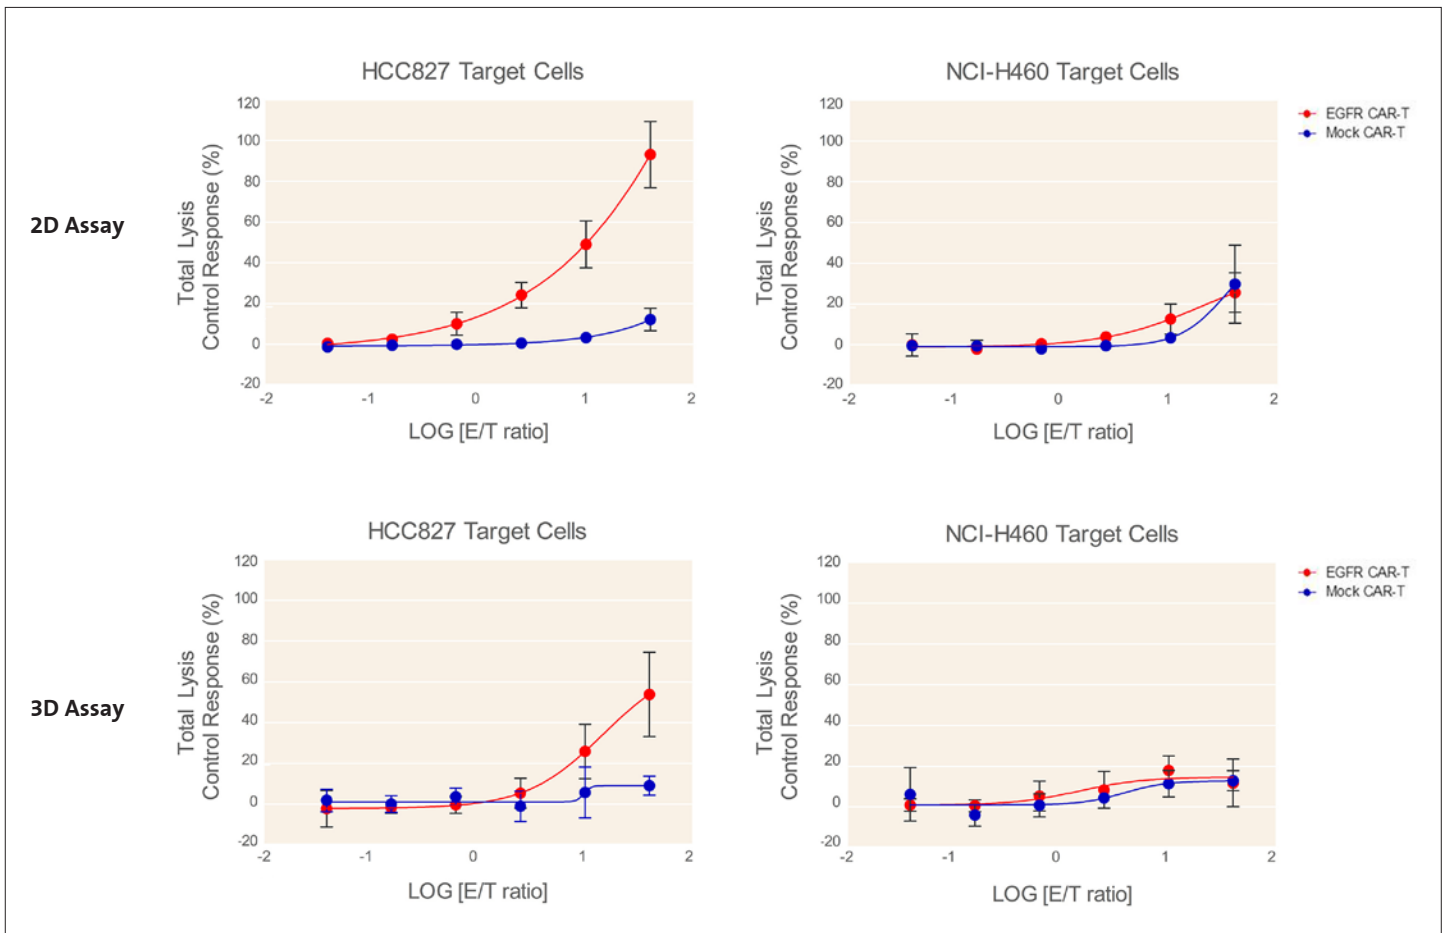 HCC827 Target Cells
NCI-H460 Target Cells
120
100
80
60
40
20
0
-20
-2
-1
0
1
2
Total Lysis
Control Response (%)
LOG [E/T ratio]
120
100
80
60
40
20
0
-20
-2
-1
0
1
2
Total Lysis
Control Response (%)
LOG [E/T ratio]
EGFR CAR-T
Mock CAR-T
2D Assay
HCC827 Target Cells
NCI-H460 Target Cells
120
100
80
60
40
20
0
-20
-2
-1
0
1
2
Total Lysis
Control Response (%)
LOG [E/T ratio]
120
100
80
60
40
20
0
-20
-2
-1
0
1
2
Total Lysis
Control Response (%)
LOG [E/T ratio]
EGFR CAR-T
Mock CAR-T
3D Assay